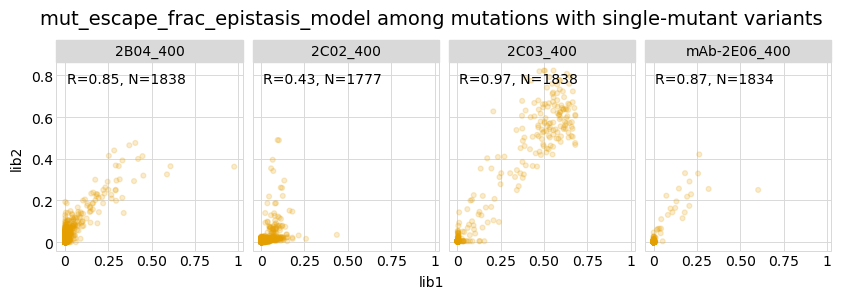 mut_escape_frac_epistasis_model among mutations with single-mutant variants
2B04_400 2C02_400 2C03_400 mAb-2E06_400
R=0.85, N=1838 R=0.43, N=1777 R=0.97, N=1838 R=0.87, N=1834
0.8
0.6
0.4
0.2
0
lib2
0 0.25 0.50 0.75 1 0 0.25 0.50 0.75 1 0 0.25 0.50 0.75 1 0 0.25 0.50 0.75 1
lib1